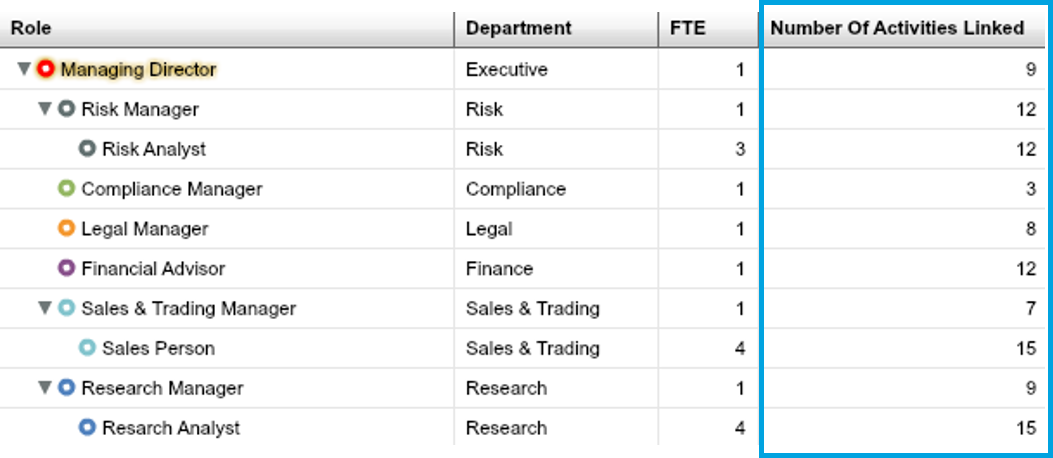 Role Department FTE Number Of Activities Linked
Managing Director Executive 1 9
Risk Manager Risk 1 12
Risk Analyst Risk 3 12
Compliance Manager Compliance 1 3
Legal Manager Legal 1 8
Financial Advisor Finance 1 12
Sales & Trading Manager Sales & Trading 1 7
Sales Person Sales & Trading 4 15
Research Manager Research 1 9
Resarch Analyst Research 4 15